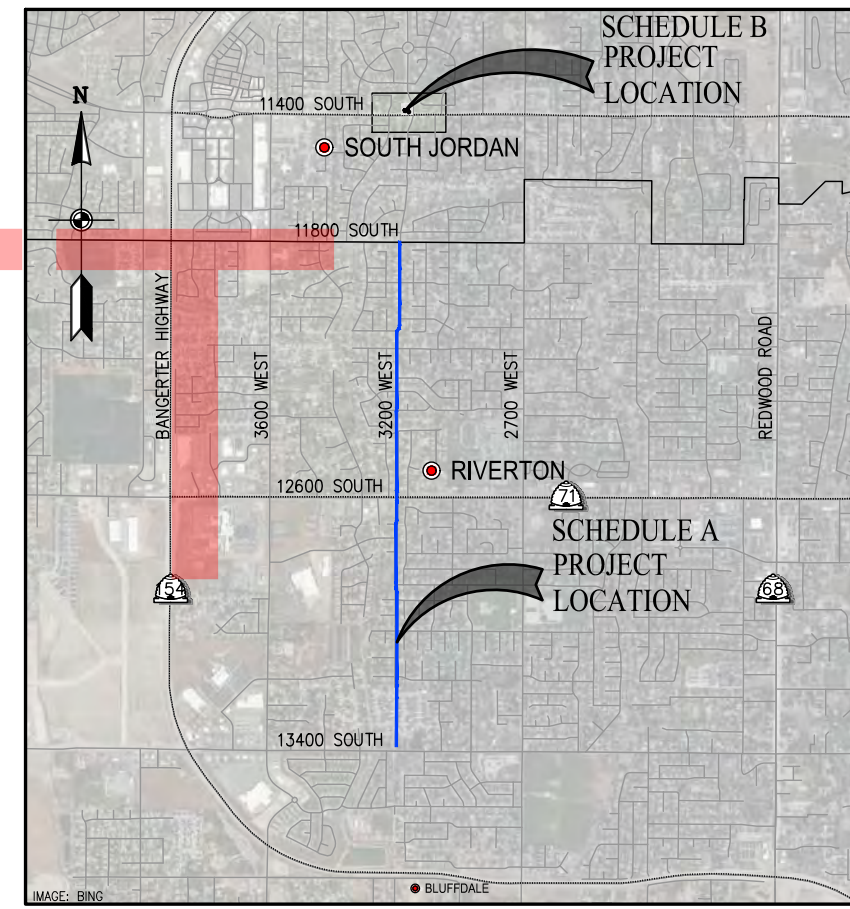 SCHEDULE B
PROJECT
LOCATION
N
11400 SOUTH
SOUTH JORDAN
11800 SOUTH
BANGERTER HIGHWAY
3600 WEST
3200 WEST
2700 WEST
REDWOOD ROAD
RIVERTON
12600 SOUTH
71
SCHEDULE A
PROJECT
LOCATION
154
68
13400 SOUTH
BLUFFDALE
IMAGE: BING